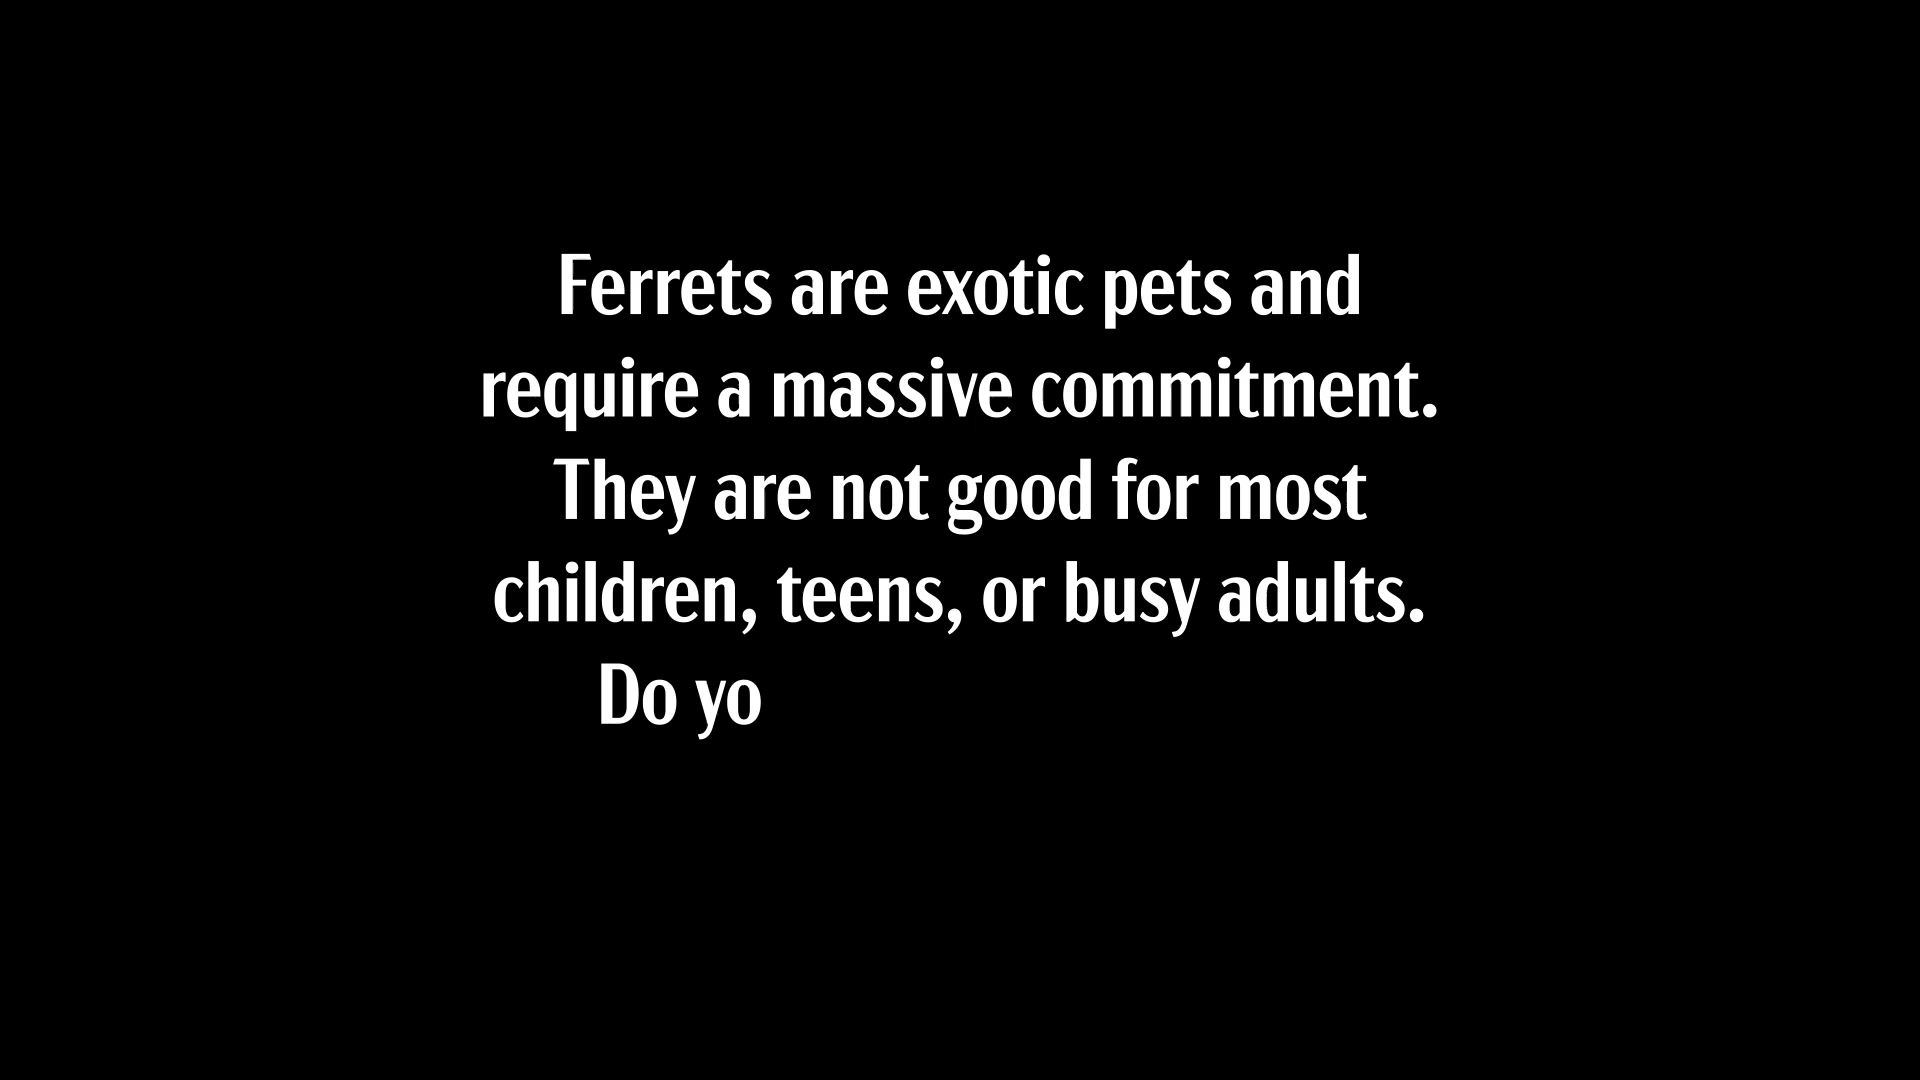 Ferrets are exotic pets and
require a massive commitment.
They are not good for most
children, teens, or busy adults.
Do yo